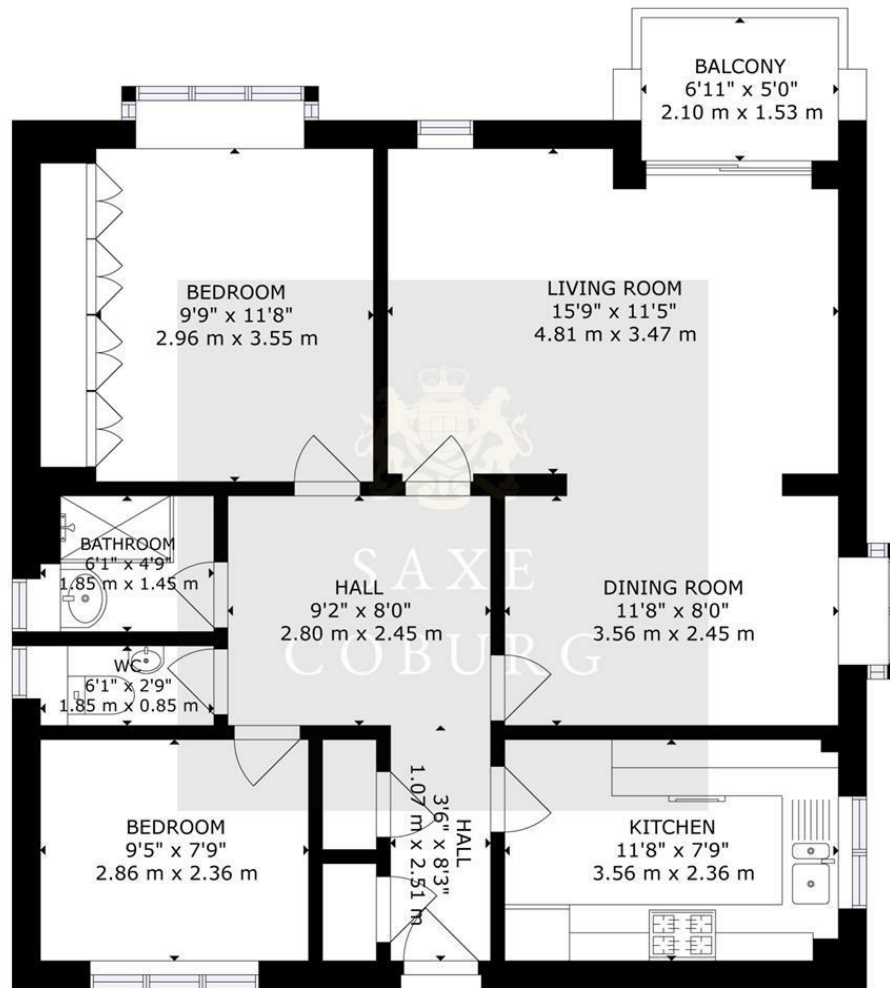 BALCONY
6'11" x 5'0"
2.10 m x 1.53 m
BEDROOM
9'9" x 11'8"
2.96 m x 3.55 m
LIVING ROOM
15'9" x 11'5"
4.81 m x 3.47 m
BATHROOM
6'1" x 4'9"
1.85 m x 1.45 m
HALL
9'2" x 8'0"
2.80 m x 2.45 m
DINING ROOM
11'8" x 8'0"
3.56 m x 2.45 m
SAXE
COBURG
WC
6'1" x 2'9"
1.85 m x 0.85 m
BEDROOM
9'5" x 7'9"
2.86 m x 2.36 m
HALL
3'6" x 8'3"
1.07 m x 2.51 m
KITCHEN
11'8" x 7'9"
3.56 m x 2.36 m